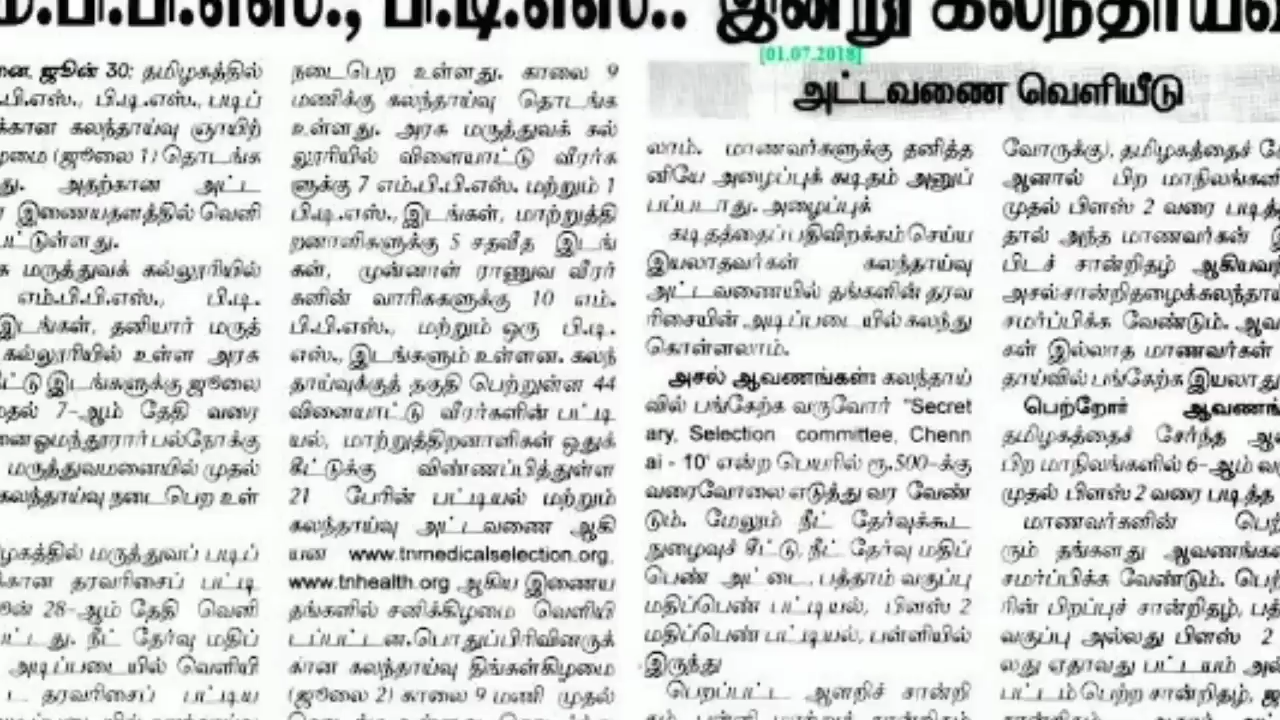 எம்.பி.பி.எஸ்., பி.டி.எஸ்.. இன்று கலந்தாய்வு
[01.07.2018]
அட்டவணை வெளியீடு
ஜூன் 30: தமிழகத்தில்
பி.எஸ்., பி.டி.எஸ்., படிப்
க்கான கலந்தாய்வு ஞாயிற்
(ஜூலை 1) தொடங்க
அதற்கான அட்ட
இணையதளத்தில் வெளி
மருத்துவக் கல்லூரியில்
எம்.பி.பி.எஸ்., பி.டி.
இடங்கள், தனியார் மருத்
கல்லூரியில் உள்ள அரசு
இடங்களுக்கு ஜூலை
7-ஆம் தேதி வரை
ஓமந்தூரார் பல்நோக்கு
மருத்துவமனையில் முதல்
கலந்தாய்வு நடைபெற உள்
மருத்துவப் படிப்
க்கான தரவரிசைப் பட்டி
28-ஆம் தேதி வெளி
நீட் தேர்வு மதிப்
அடிப்படையில் வெளியி
தரவரிசைப் பட்டிய
நடைபெற உள்ளது. காலை 9
மணிக்கு கலந்தாய்வு தொடங்க
உள்ளது. அரசு மருத்துவக் கல்
லூரியில் விளையாட்டு வீரர்க
ளுக்கு 7 எம்.பி.பி.எஸ். மற்றும் 1
பி.டி.எஸ்., இடங்கள், மாற்றுத்தி
றனாளிகளுக்கு 5 சதவீத இடங்
கள், முன்னாள் ராணுவ வீரர்
களின் வாரிசுகளுக்கு 10 எம்.
பி.பி.எஸ்., மற்றும் ஒரு பி.டி.
எஸ்., இடங்களும் உள்ளன. கலந்
தாய்வுக்குத் தகுதி பெற்றுள்ள 44
விளையாட்டு வீரர்களின் பட்டி
யல், மாற்றுத்திறனாளிகள் ஒதுக்
கீட்டுக்கு விண்ணப்பித்துள்ள
21 பேரின் பட்டியல் மற்றும்
கலந்தாய்வு அட்டவணை ஆகி
யன www.tnmedicalselection.org,
www.tnhealth.org ஆகிய இணைய
தங்களில் சனிக்கிழமை வெளியி
டப்பட்டன.பொதுப்பிரிவினருக்
கான கலந்தாய்வு திங்கள்கிழமை
(ஜூலை 2) காலை 9 மணி முதல்
லாம். மாணவர்களுக்கு தனித்த
னியே அழைப்புக் கடிதம் அனுப்
பப்படாது. அழைப்புக்
கடிதத்தைப் பதிவிறக்கம் செய்ய
இயலாதவர்கள் கலந்தாய்வு
அட்டவணையில் தங்களின் தரவ
ரிசையின் அடிப்படையில் கலந்து
கொள்ளலாம்.
அசல் ஆவணங்கள்: கலந்தாய்
வில் பங்கேற்க வருவோர் "Secret
ary, Selection committee, Chenn
ai - 10' என்ற பெயரில் ரூ.500-க்கு
வரைவோலை எடுத்து வர வேண்
டும். மேலும் நீட் தேர்வுக்கூட
நுழைவுச் சீட்டு, நீட் தேர்வு மதிப்
பெண் அட்டை, பத்தாம் வகுப்பு
மதிப்பெண் பட்டியல், பிளஸ் 2
மதிப்பெண் பட்டியல், பள்ளியில்
இருந்து
பெறப்பட்ட ஆளறிச் சான்றி
வோருக்கு), தமிழகத்தைச்
ஆனால் பிற மாநிலங்களி
முதல் பிளஸ் 2 வரை படித்
தால் அந்த மாணவர்கள்
பிடச் சான்றிதழ் ஆகியவற்
அசல் சான்றிதழைக் கலந்தாய்
சமர்ப்பிக்க வேண்டும். ஆவ
கள் இல்லாத மாணவர்கள்
தாய்வில் பங்கேற்க இயலாது
பெற்றோர் ஆவணங்
தமிழகத்தைச் சேர்ந்த
பிற மாநிலங்களில் 6-ஆம்
முதல் பிளஸ் 2 வரை படித்த
மாணவர்களின்
ரும் தங்களது ஆவணங்களை
சமர்ப்பிக்க வேண்டும்.
ரின் பிறப்புச் சான்றிதழ்,
வகுப்பு அல்லது பிளஸ் 2
லது ஏதாவது பட்டயம்
பட்டம் பெற்ற சான்றிதழ்,